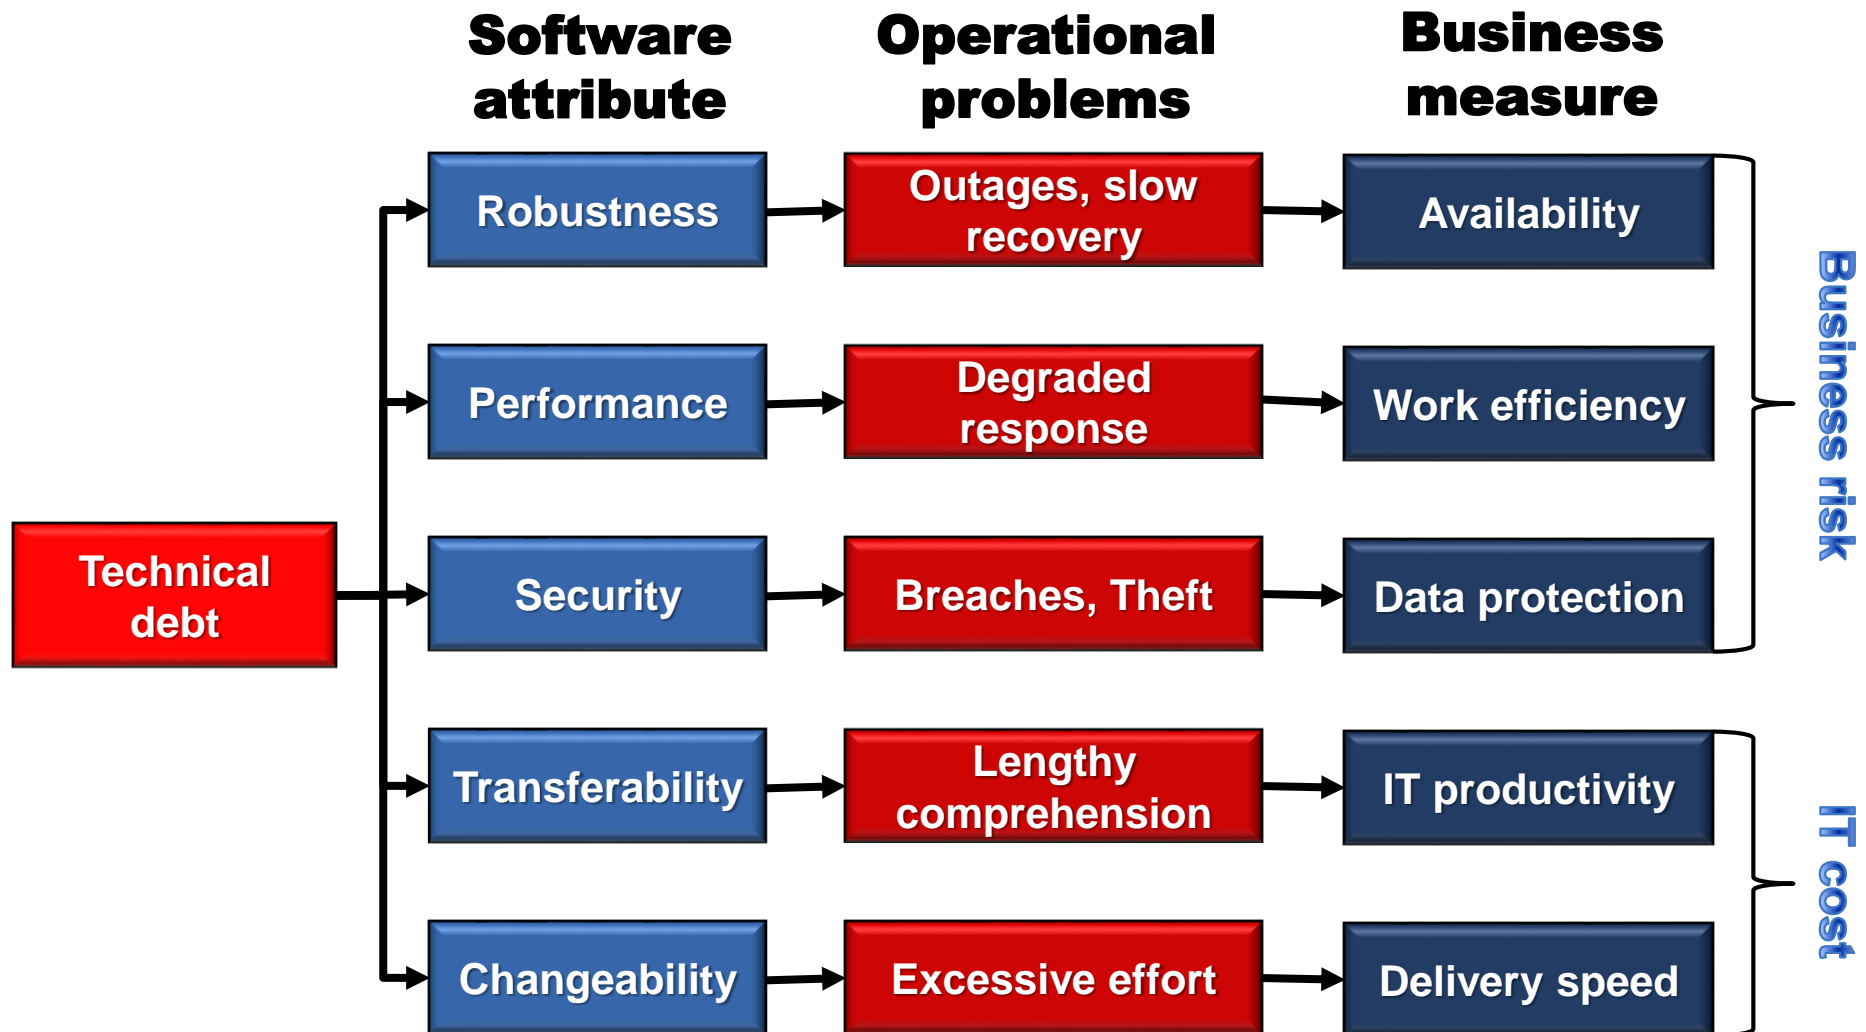 Software
attribute
Operational
problems
Business
measure
Robustness
Outages, slow
recovery
Availability
Performance
Degraded
response
Work efficiency
Business risk
Technical
debt
Security
Breaches, Theft
Data protection
Transferability
Lengthy
comprehension
IT productivity
IT cost
Changeability
Excessive effort
Delivery speed